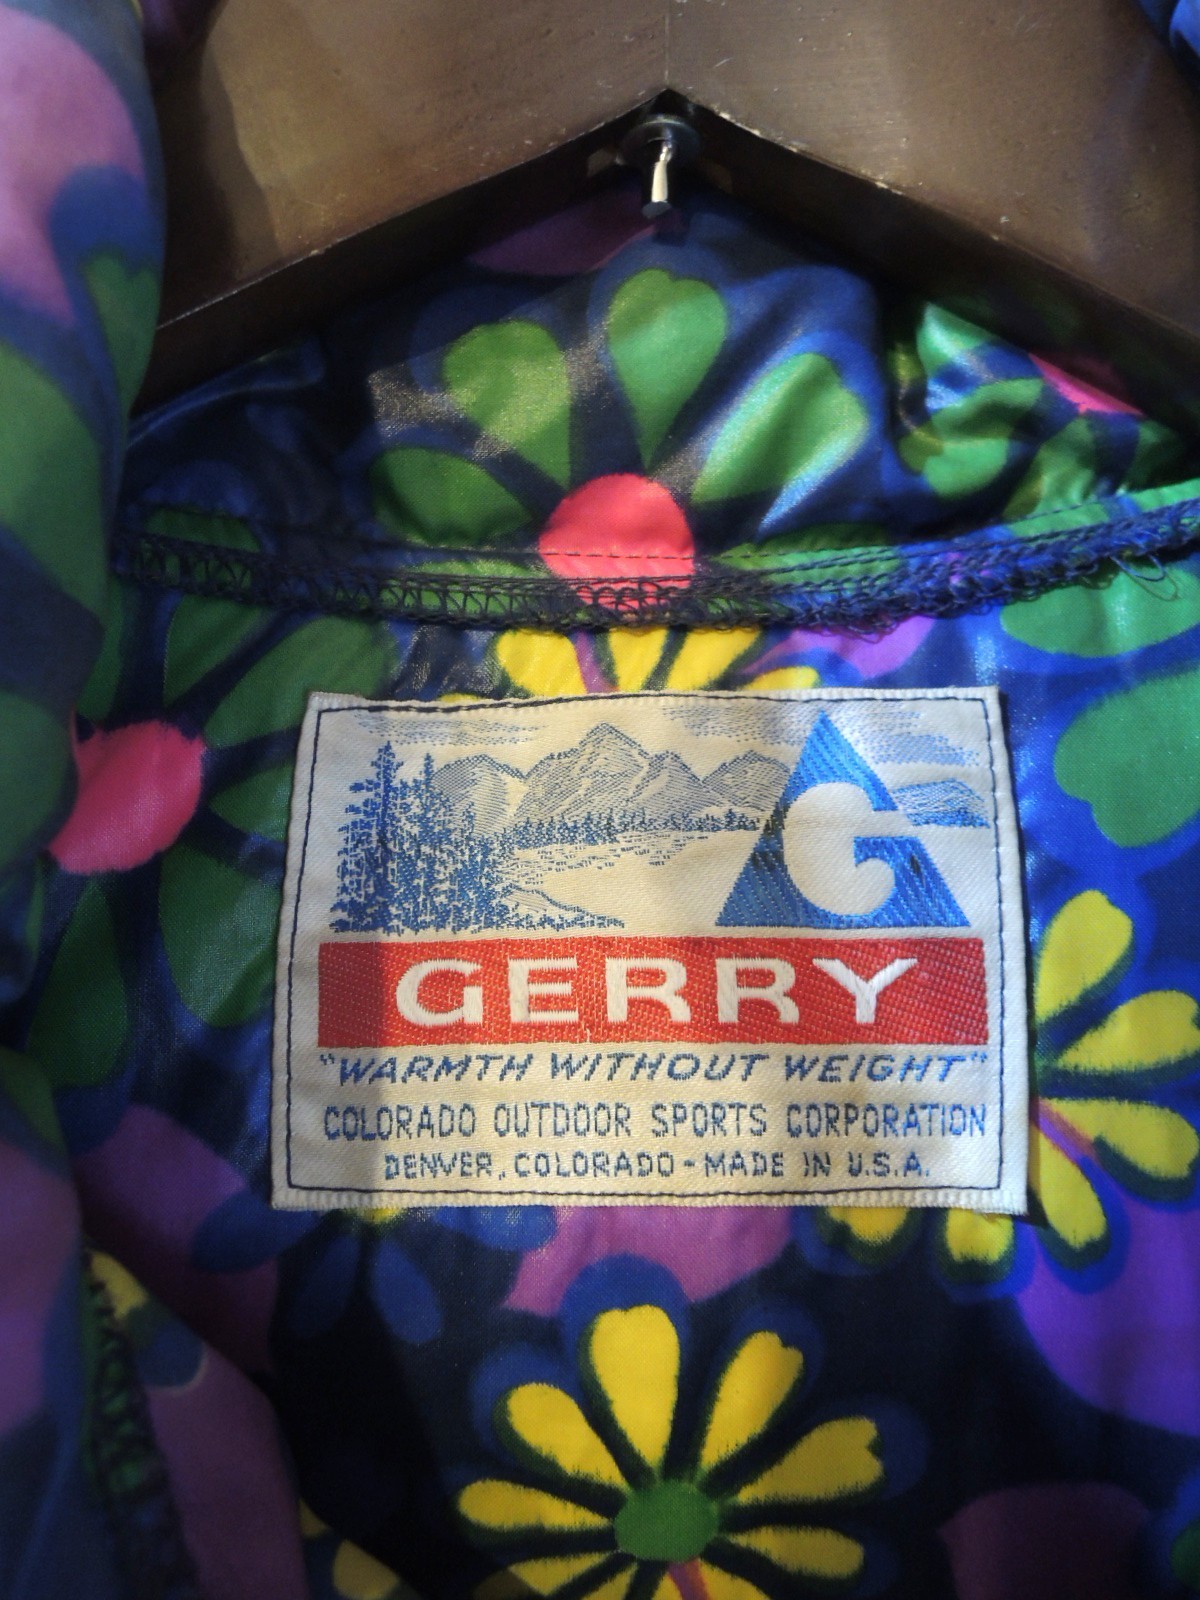 G
GERRY
"WARMTH WITHOUT WEIGHT"
COLORADO OUTDOOR SPORTS CORPORATION
DENVER, COLORADO - MADE IN U.S.A.